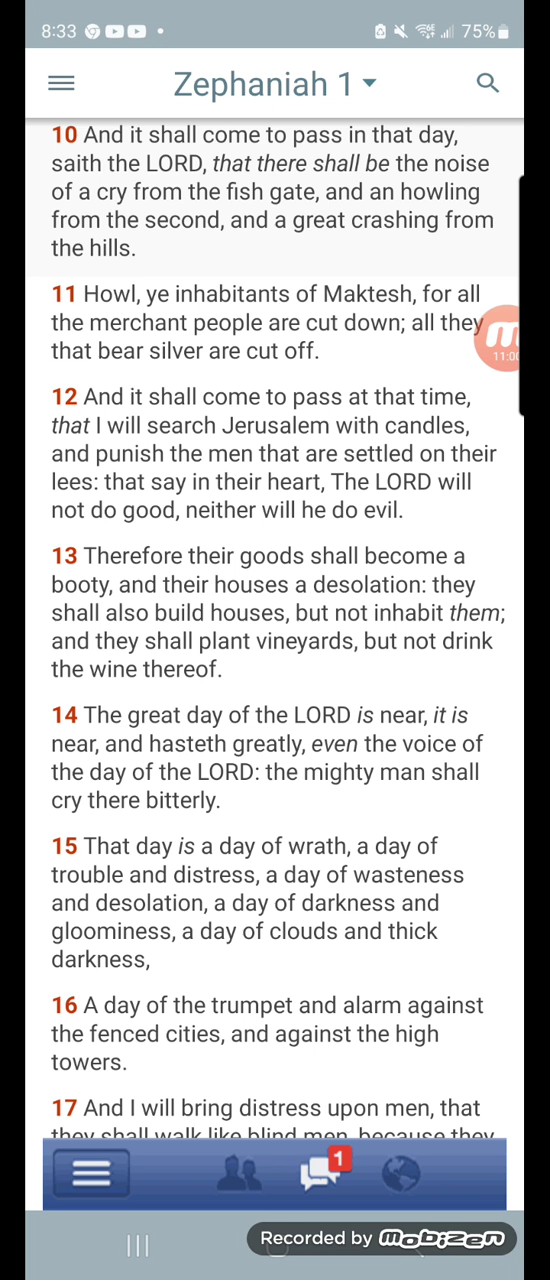 8:33
75%
Zephaniah 1
10 And it shall come to pass in that day,
saith the LORD, that there shall be the noise
of a cry from the fish gate, and an howling
from the second, and a great crashing from
the hills.
11 Howl, ye inhabitants of Maktesh, for all
the merchant people are cut down; all they
that bear silver are cut off.
11:00
12 And it shall come to pass at that time,
that I will search Jerusalem with candles,
and punish the men that are settled on their
lees: that say in their heart, The LORD will
not do good, neither will he do evil.
13 Therefore their goods shall become a
booty, and their houses a desolation: they
shall also build houses, but not inhabit them;
and they shall plant vineyards, but not drink
the wine thereof.
14 The great day of the LORD is near, it is
near, and hasteth greatly, even the voice of
the day of the LORD: the mighty man shall
cry there bitterly.
15 That day is a day of wrath, a day of
trouble and distress, a day of wasteness
and desolation, a day of darkness and
gloominess, a day of clouds and thick
darkness,
16 A day of the trumpet and alarm against
the fenced cities, and against the high
towers.
17 And I will bring distress upon men, that
they shall walk like blind men, because they
1
Recorded by mobizen